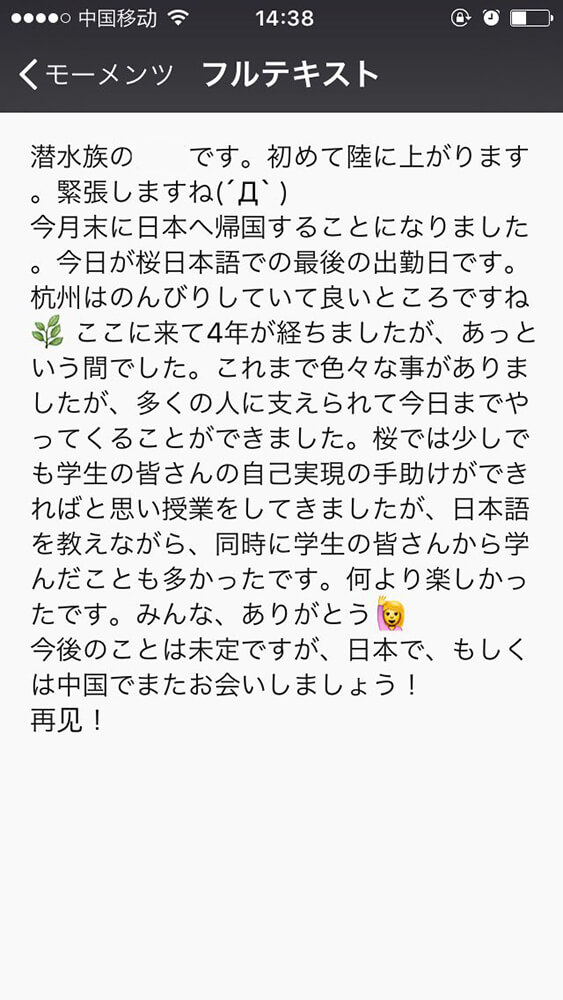 中国移动 14:38
モーメンツ フルテキスト
潜水族の です。初めて陸に上がります
。緊張しますね(´Д` )
今月末に日本へ帰国することになりました
。今日が桜日本語での最後の出勤日です。
杭州はのんびりしていて良いところですね
🌿 ここに来て4年が経ちましたが、あっと
いう間でした。これまで色々な事がありま
したが、多くの人に支えられて今日までや
ってくることができました。桜では少しで
も学生の皆さんの自己実現の手助けができ
ればと思い授業をしてきましたが、日本語
を教えながら、同時に学生の皆さんから学
んだことも多かったです。何より楽しかっ
たです。みんな、ありがとう🙋
今後のことは未定ですが、日本で、もしく
は中国でまたお会いしましょう！
再见！